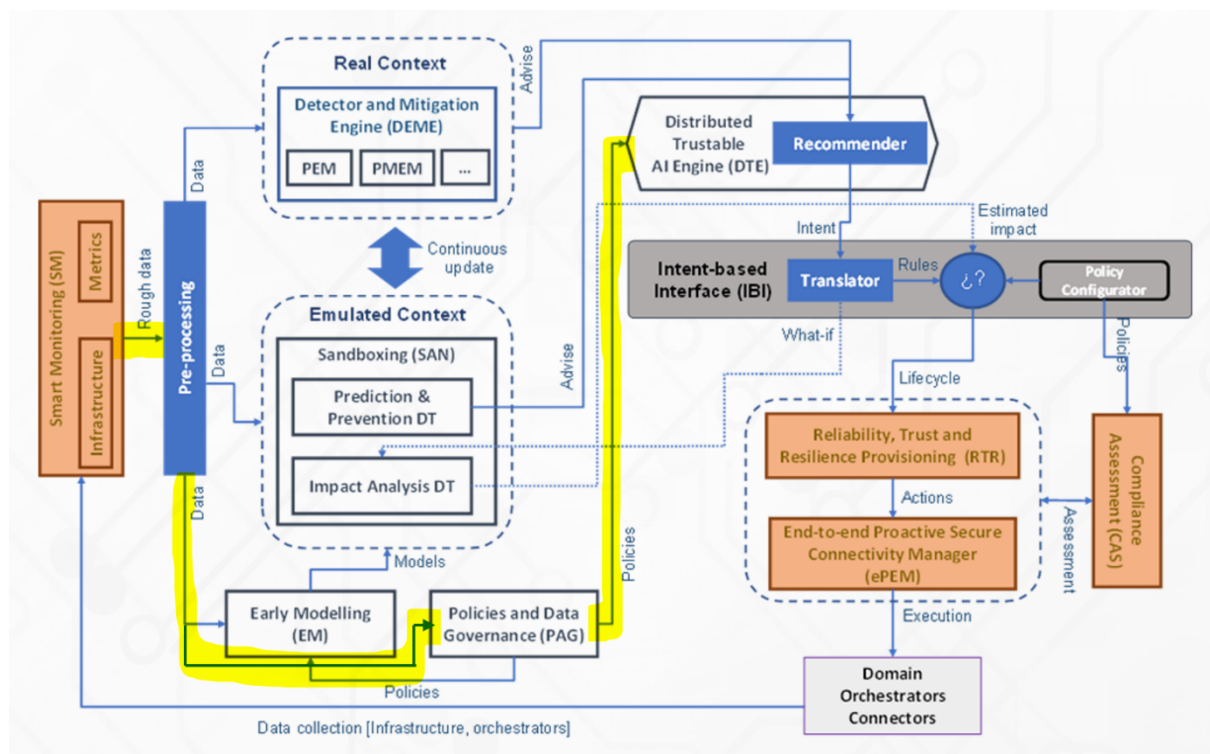 Real Context
Detector and Mitigation
Engine (DEME)
PEM
PMEM
...
Advise
Distributed
Trustable
AI Engine (DTE)
Recommender
Data
Smart Monitoring (SM)
Metrics
Infrastructure
Rough data
Pre-processing
Continuous
update
Intent
Estimated
impact
Intent-based
Interface (IBI)
Translator
Rules
¿?
Policy
Configurator
Emulated Context
Sandboxing (SAN)
Prediction &
Prevention DT
Impact Analysis DT
Data
Advise
What-if
Policies
Lifecycle
Reliability, Trust and
Resilience Provisioning (RTR)
Actions
End-to-end Proactive Secure
Connectivity Manager
(ePEM)
Assessment
Compliance
Assessment (CAS)
Data
Models
Policies
Early Modelling
(EM)
Policies and Data
Governance (PAG)
Execution
Policies
Domain
Orchestrators
Connectors
Data collection [Infrastructure, orchestrators]